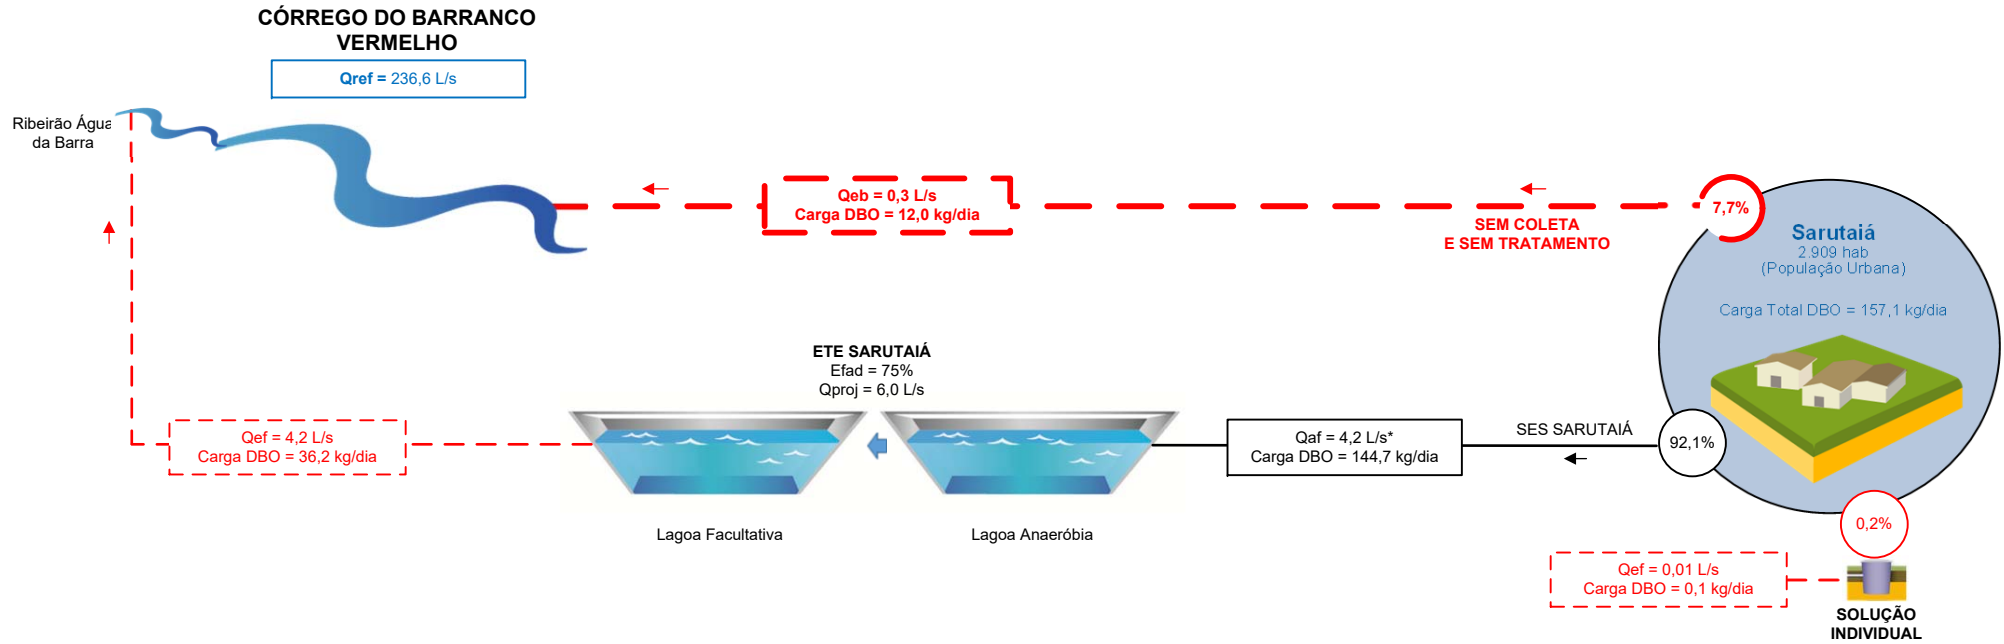 CÓRREGO DO BARRANCO
VERMELHO
Qref = 236,6 L/s
Ribeirão Água
da Barra
Qeb = 0,3 L/s
Carga DBO = 12,0 kg/dia
SEM COLETA
E SEM TRATAMENTO
7,7%
Sarutaiá
2.909 hab
(População Urbana)
Carga Total DBO = 157,1 kg/dia
ETE SARUTAIÁ
Efad = 75%
Qproj = 6,0 L/s
Qef = 4,2 L/s
Carga DBO = 36,2 kg/dia
Qaf = 4,2 L/s*
Carga DBO = 144,7 kg/dia
SES SARUTAIÁ
92,1%
Lagoa Facultativa
Lagoa Anaeróbia
0,2%
Qef = 0,01 L/s
Carga DBO = 0,1 kg/dia
SOLUÇÃO
INDIVIDUAL